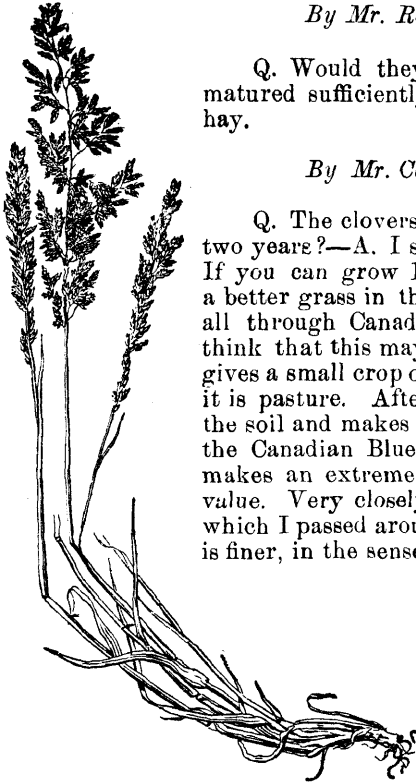 By Mr. R
Q. Would they
matured sufficiently
hay.
By Mr. C
Q. The clovers
two years?—A. I s
If you can grow
a better grass in th
all through Canad
think that this may
gives a small crop o
it is pasture. Afte
the soil and makes
the Canadian Blue
makes an extreme
value. Very closel
which I passed arou
is finer, in the sense